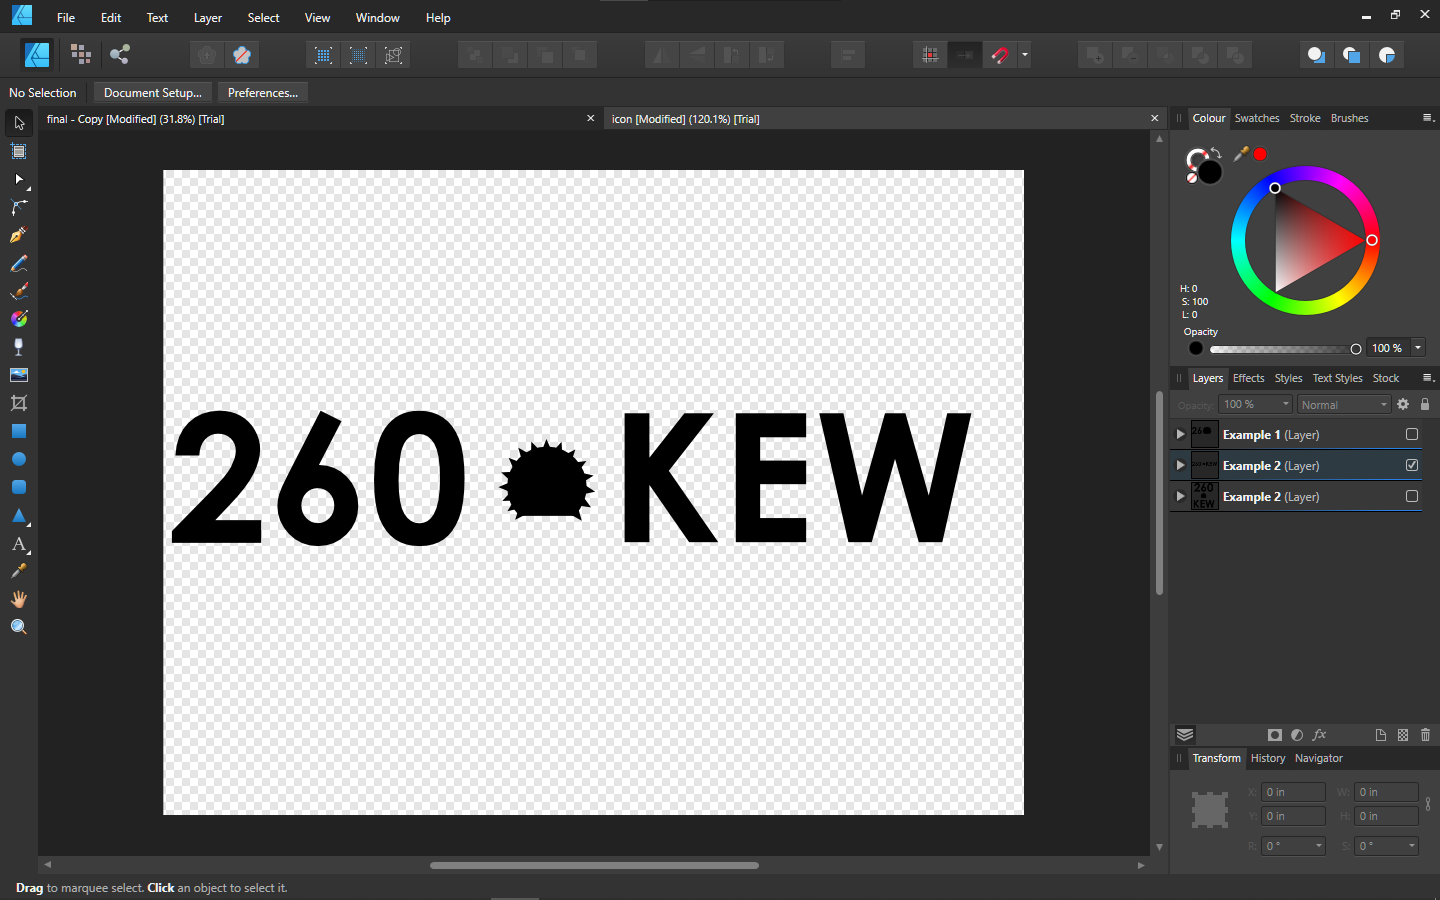 File Edit Text Layer Select View Window Help
No Selection Document Setup... Preferences...
final - Copy [Modified] (31.8%) [Trial]
icon [Modified] (120.1%) [Trial]
260 KEW
Colour Swatches Stroke Brushes
H: 0
S: 100
L: 0
Opacity
100 %
Layers Effects Styles Text Styles Stock
Opacity: 100 % Normal
Example 1 (Layer)
Example 2 (Layer)
Example 2 (Layer)
Transform History Navigator
X: 0 in W: 0 in
Y: 0 in H: 0 in
R: 0 ° S: 0 °
Drag to marquee select. Click an object to select it.